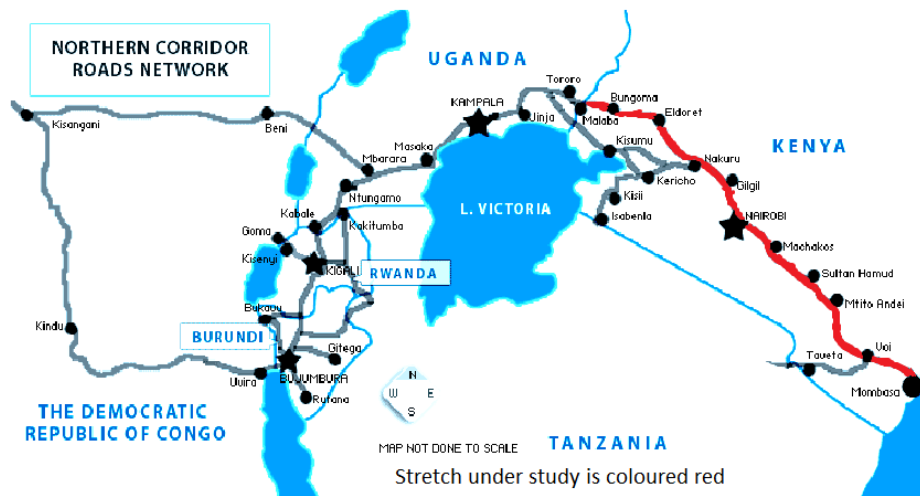 NORTHERN CORRIDOR
ROADS NETWORK
UGANDA
KENYA
Kisangani
Beni
Mbarara
Masaka
KAMPALA
Jinja
Tororo
Malaba
Bungoma
Eldoret
Kisumu
Nakuru
Kericho
Gilgil
Kisii
Isebenia
NAIROBI
L. VICTORIA
Ntungamo
Kabale
Kakitumba
Goma
Kisenyi
KIGALI
RWANDA
Machakos
Sultan Hamud
Mtito Andei
Bukavu
BURUNDI
Gitega
Kindu
Uvira
BUJUMBURA
Rutana
Voi
Taveta
Mombasa
N
W E
S
THE DEMOCRATIC
REPUBLIC OF CONGO
MAP NOT DONE TO SCALE
TANZANIA
Stretch under study is coloured red